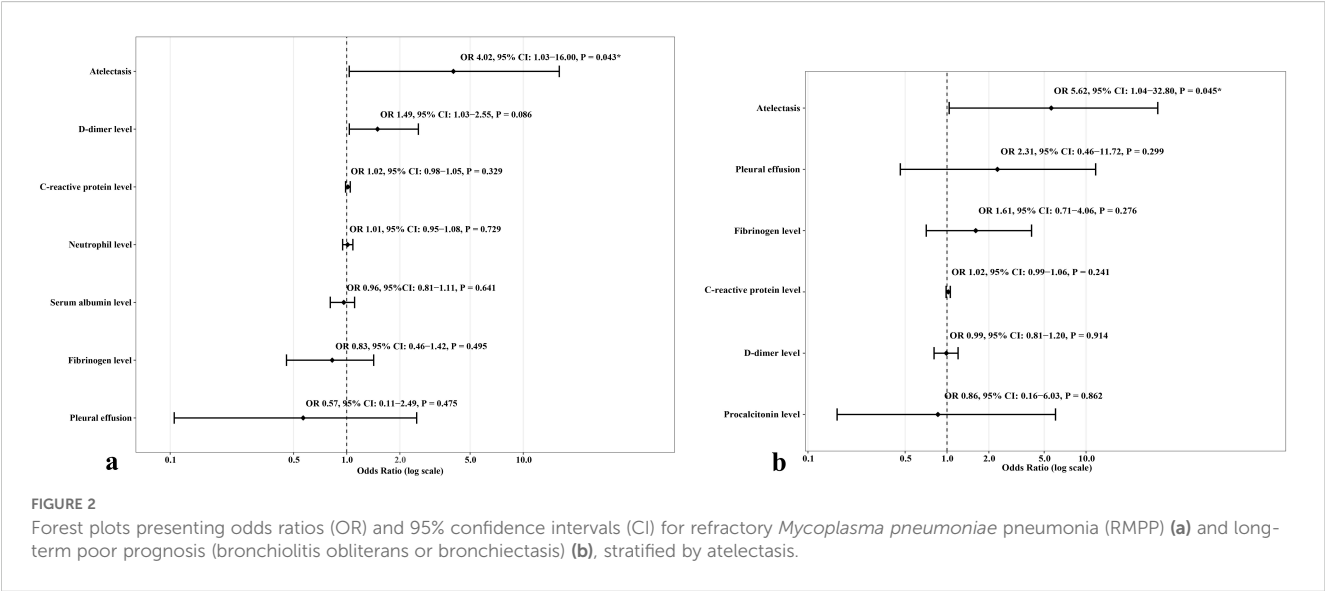 OR 4.02, 95% CI: 1.03−16.00, P = 0.043*
Atelectasis
OR 1.49, 95% CI: 1.03−2.55, P = 0.086
D-dimer level
OR 1.02, 95% CI: 0.98−1.05, P = 0.329
C-reactive protein level
OR 1.01, 95% CI: 0.95−1.08, P = 0.729
Neutrophil level
OR 0.96, 95%CI: 0.81−1.11, P = 0.641
Serum albumin level
OR 0.83, 95% CI: 0.46−1.42, P = 0.495
Fibrinogen level
OR 0.57, 95% CI: 0.11−2.49, P = 0.475
Pleural effusion
0.1 0.5 1.0 2.0 5.0 10.0
Odds Ratio (log scale)
a
OR 5.62, 95% CI: 1.04−32.80, P = 0.045*
Atelectasis
OR 2.31, 95% CI: 0.46−11.72, P = 0.299
Pleural effusion
OR 1.61, 95% CI: 0.71−4.06, P = 0.276
Fibrinogen level
OR 1.02, 95% CI: 0.99−1.06, P = 0.241
C-reactive protein level
OR 0.99, 95% CI: 0.81−1.20, P = 0.914
D-dimer level
OR 0.86, 95% CI: 0.16−6.03, P = 0.862
Procalcitonin level
0.1 0.5 1.0 2.0 5.0 10.0
Odds Ratio (log scale)
b
FIGURE 2
Forest plots presenting odds ratios (OR) and 95% confidence intervals (CI) for refractory Mycoplasma pneumoniae pneumonia (RMPP) (a) and long-
term poor prognosis (bronchiolitis obliterans or bronchiectasis) (b), stratified by atelectasis.